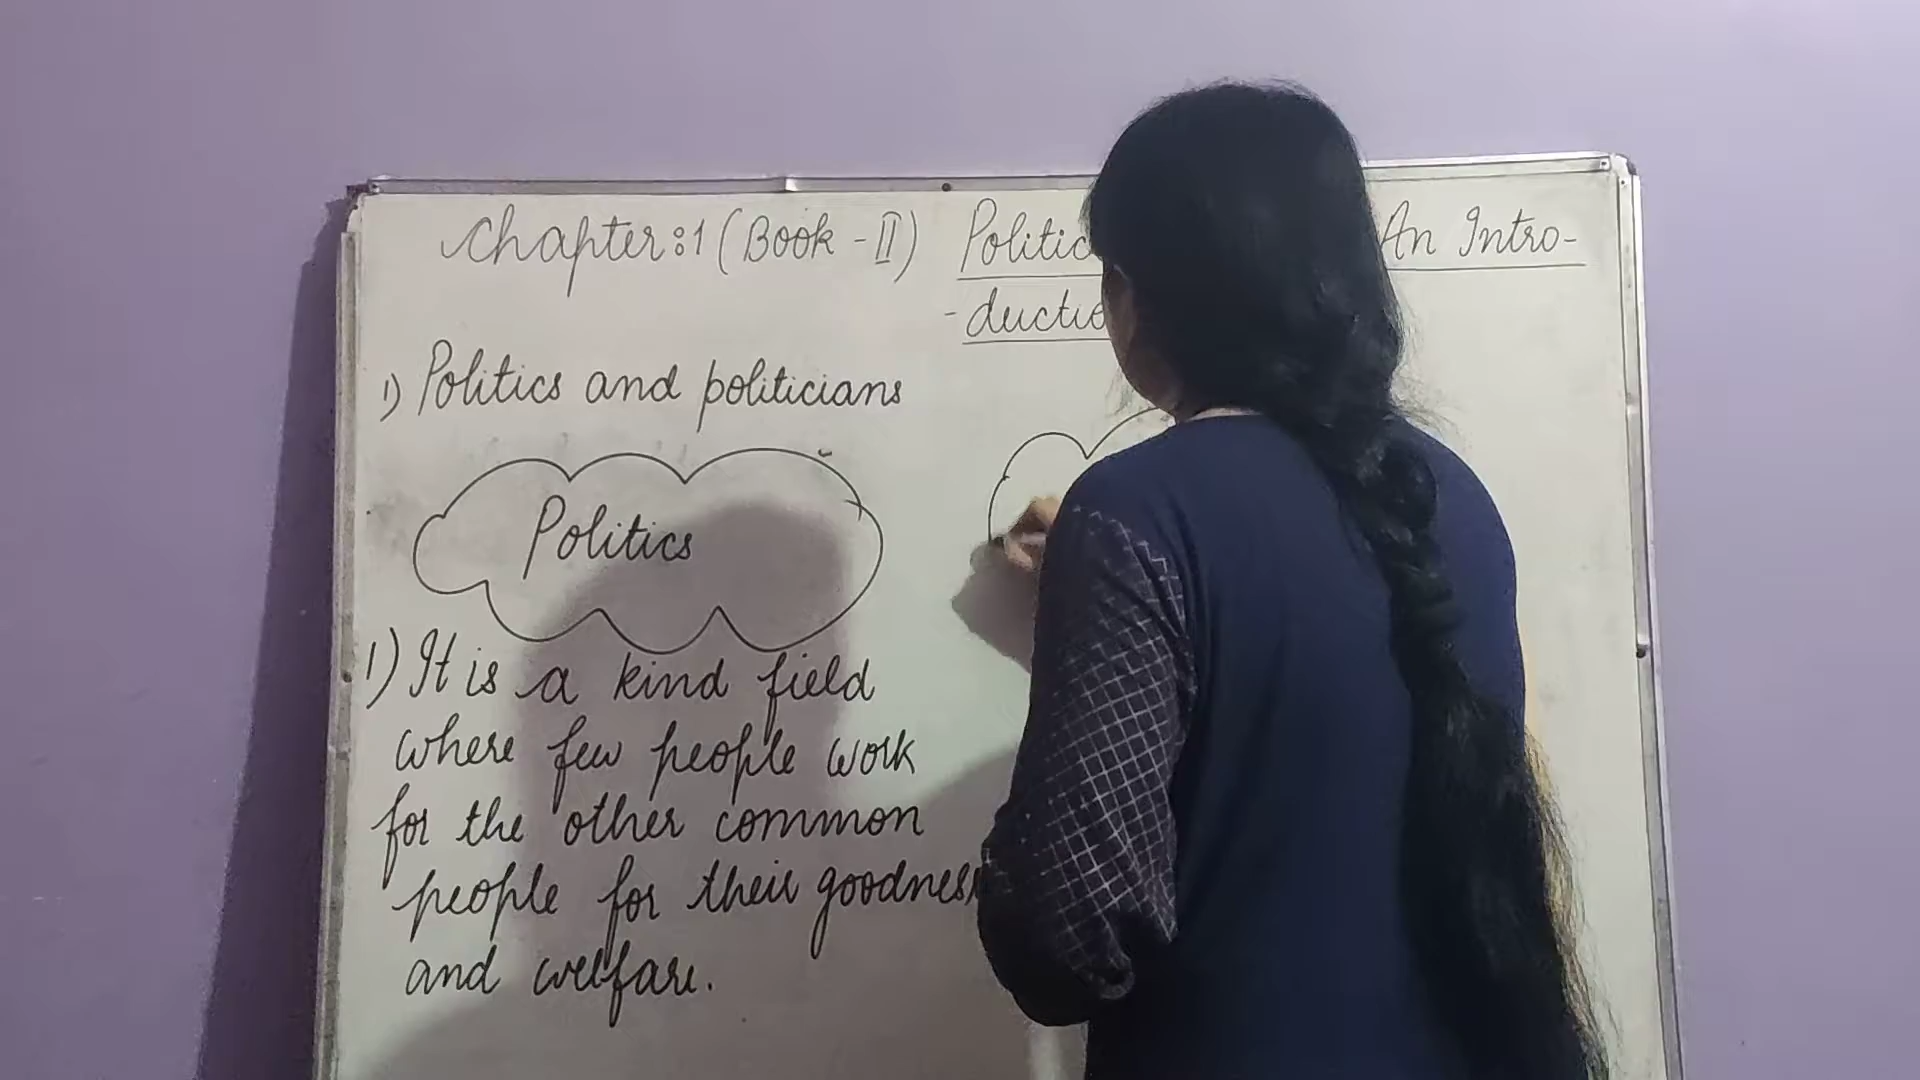 Chapter:1 (Book - II) Politic An Intro-
- ductio
1) Politics and politicians
Politics
1) It is a kind field
where few people work
for the other common
people for their goodness
and welfare.